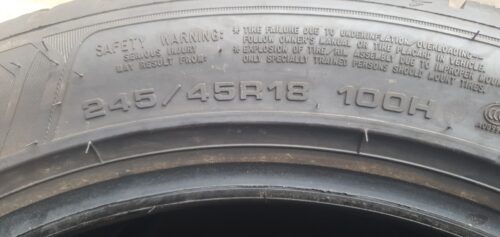 SAFETY WARNING:
SERIOUS INJURY
MAY RESULT FROM:
* TIRE FAILURE DUE TO UNDERINFLATION/OVERLOADING—
FOLLOW OWNER'S MANUAL OR TIRE PLACARD IN VEHICLE.
* EXPLOSION OF TIRE/RIM ASSEMBLY DUE TO IMPROPER MOUNTING
ONLY SPECIALLY TRAINED PERSONS SHOULD MOUNT TIRES.
245/45R18 100H